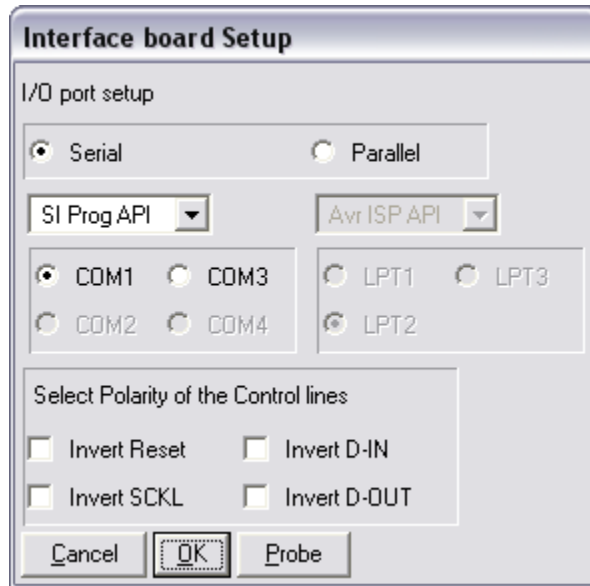 Interface board Setup
I/O port setup
Serial Parallel
SI Prog API Avr ISP API
COM1 COM3 LPT1 LPT3
COM2 COM4 LPT2
Select Polarity of the Control lines
Invert Reset Invert D-IN
Invert SCKL Invert D-OUT
Cancel OK Probe